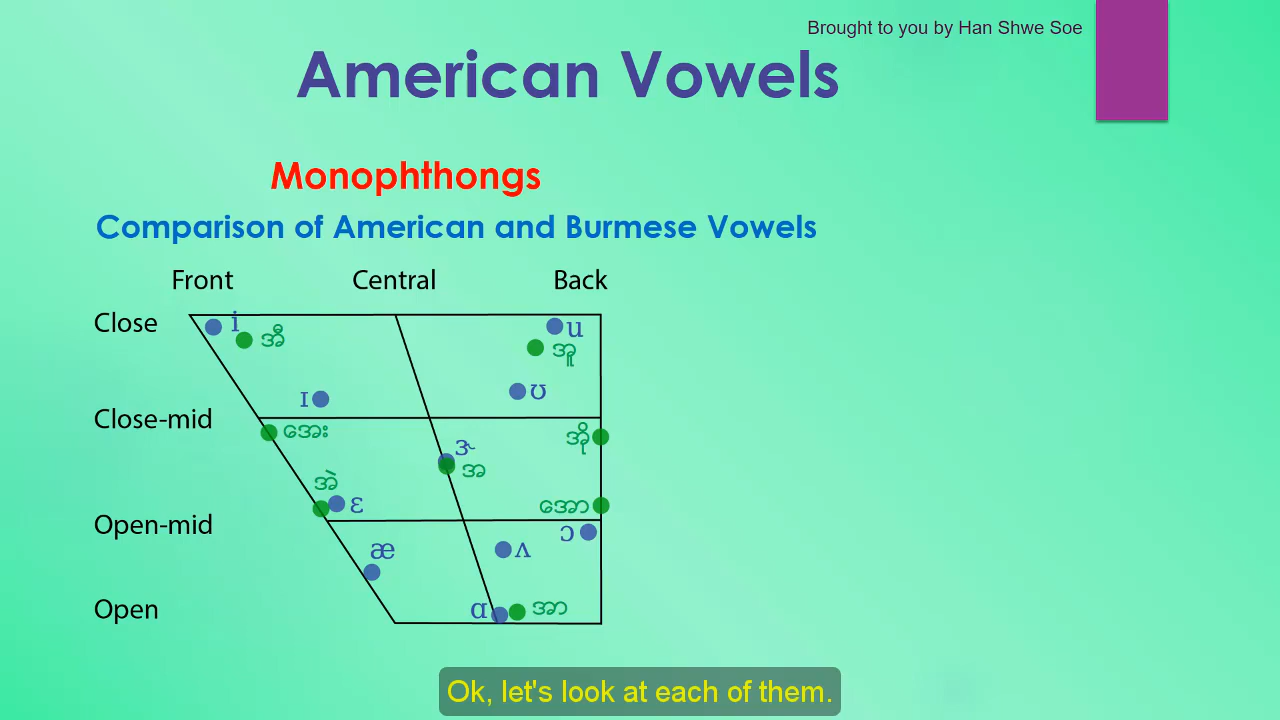 Brought to you by Han Shwe Soe
American Vowels
Monophthongs
Comparison of American and Burmese Vowels
Front Central Back
Close
i
အီ
u
အူ
ɪ
ʊ
Close-mid
အေး
ɝ
အို
အ
အဲ
ɛ
အော
Open-mid
ɔ
æ
ʌ
Open
ɑ
အာ
Ok, let's look at each of them.